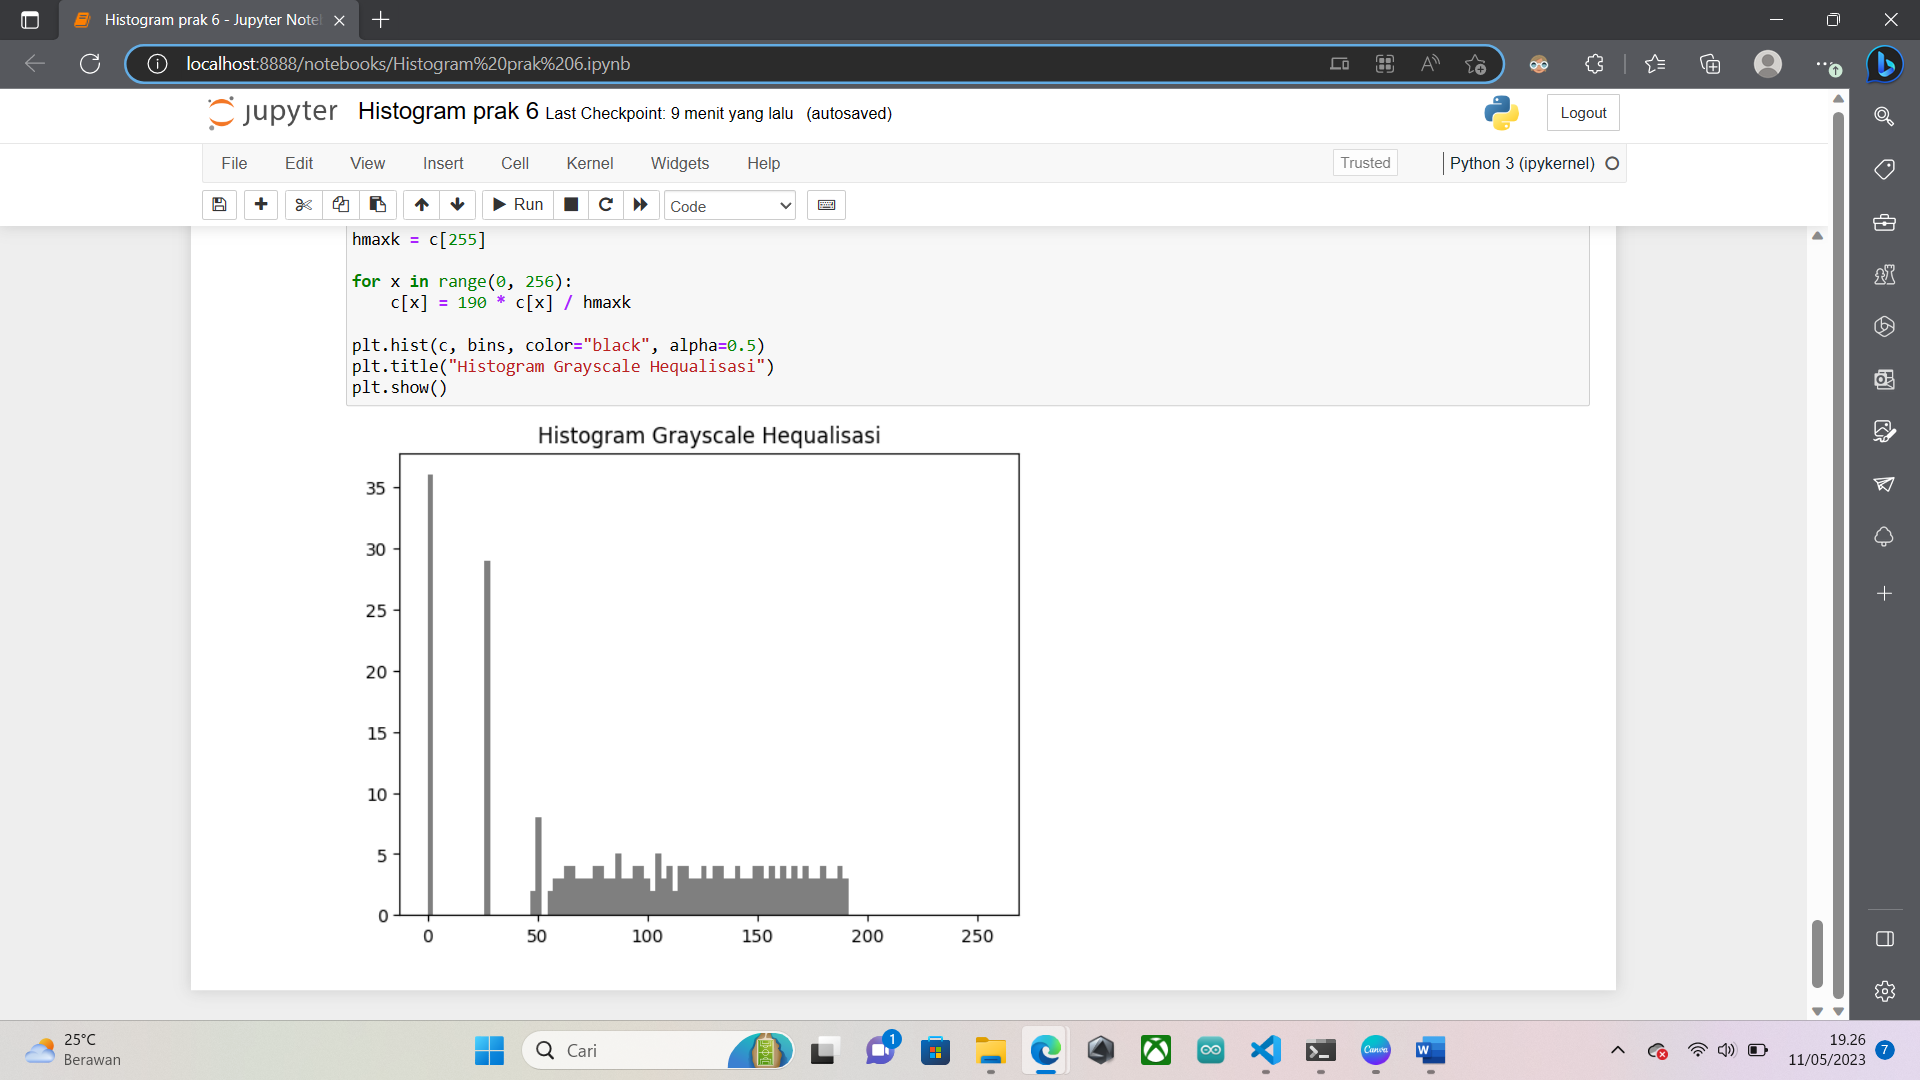 Histogram prak 6 - Jupyter Note
localhost:8888/notebooks/Histogram%20prak%206.ipynb
jupyter Histogram prak 6 Last Checkpoint: 9 menit yang lalu (autosaved)
Logout
File Edit View Insert Cell Kernel Widgets Help
Trusted
Python 3 (ipykernel)
Run
Code
hmaxk = c[255]
for x in range(0, 256):
    c[x] = 190 * c[x] / hmaxk
plt.hist(c, bins, color="black", alpha=0.5)
plt.title("Histogram Grayscale Hequalisasi")
plt.show()
Histogram Grayscale Hequalisasi
35
30
25
20
15
10
5
0
0 50 100 150 200 250
25°C
Berawan
Cari
1
Canva
W
19.26
11/05/2023
7